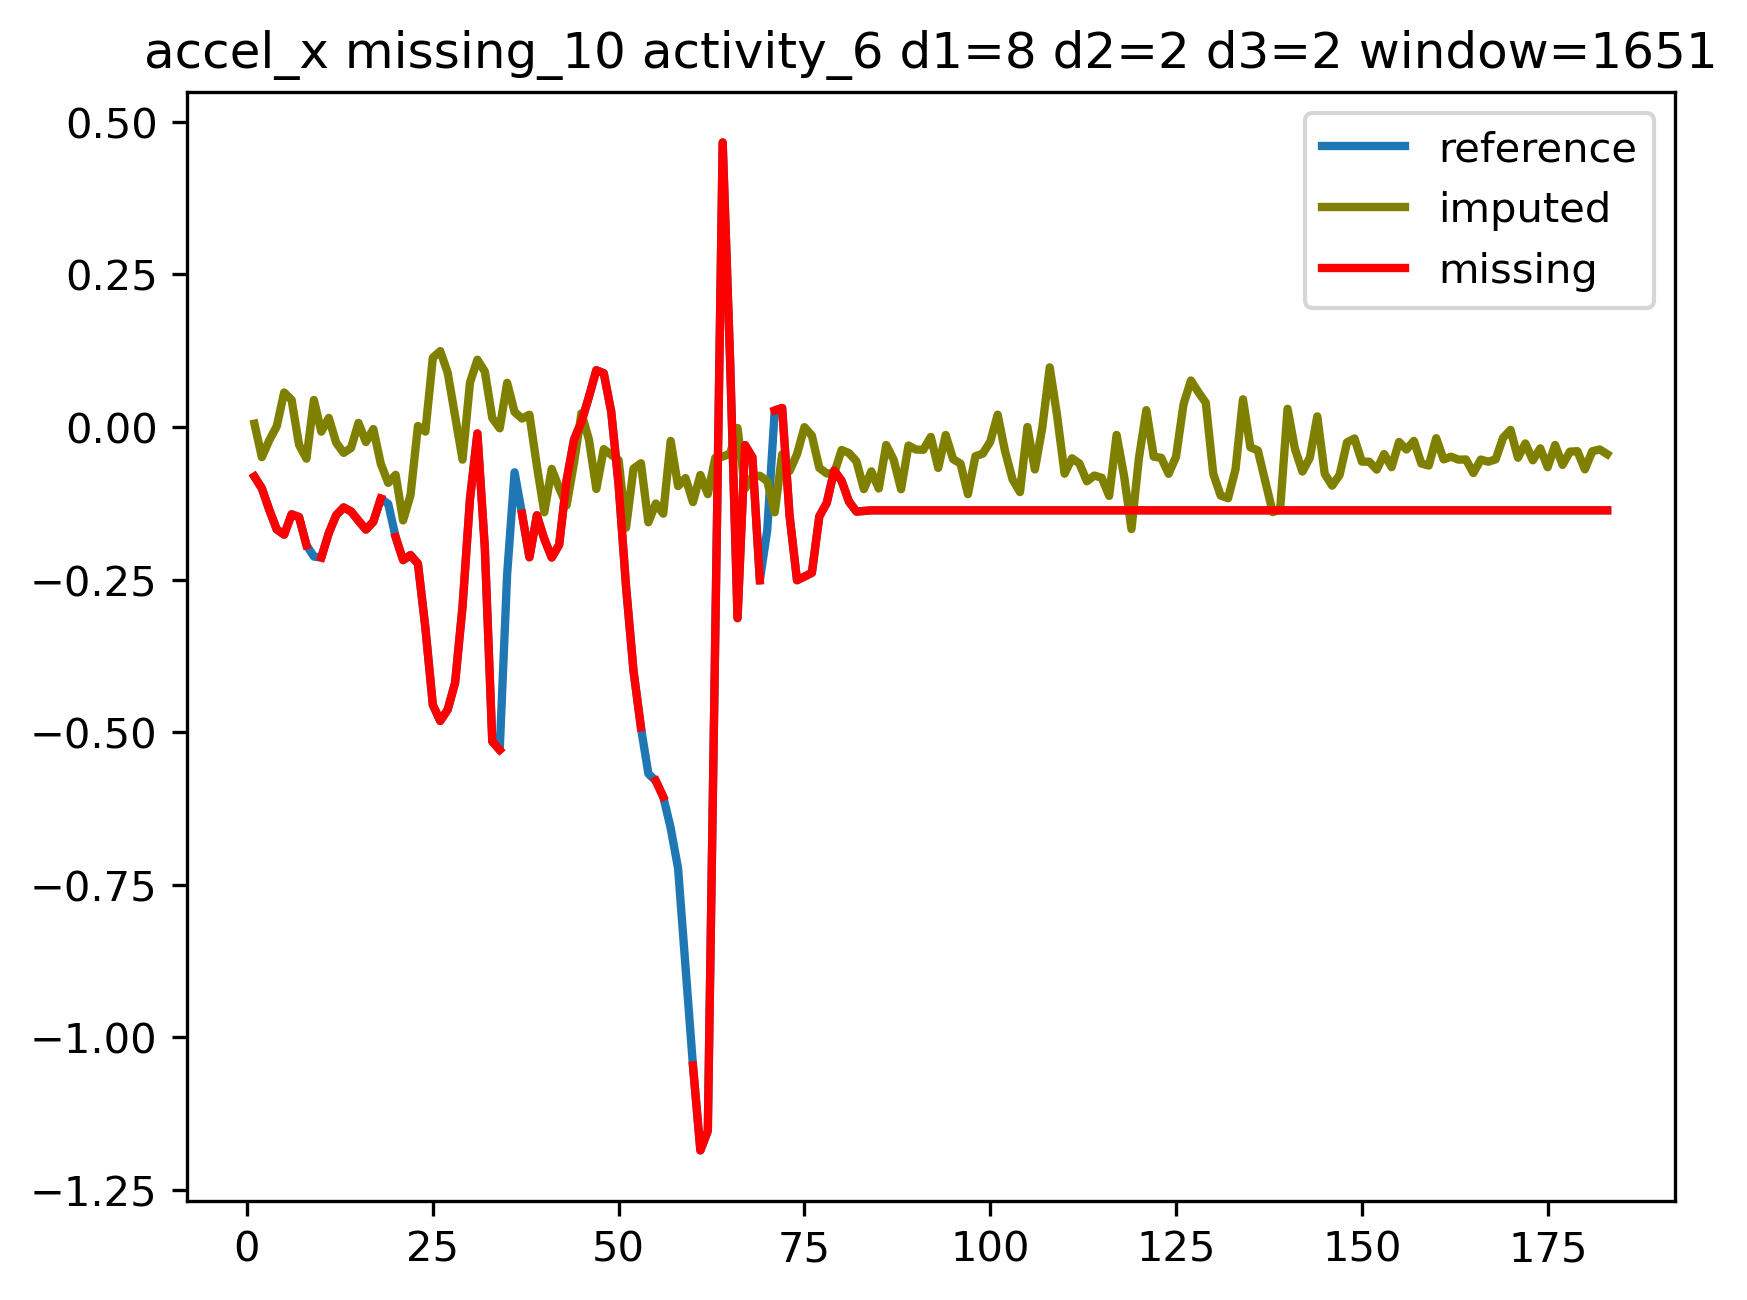 accel_x missing_10 activity_6 d1=8 d2=2 d3=2 window=1651
0.50
0.25
0.00
−0.25
−0.50
−0.75
−1.00
−1.25
reference
imputed
missing
0 25 50 75 100 125 150 175